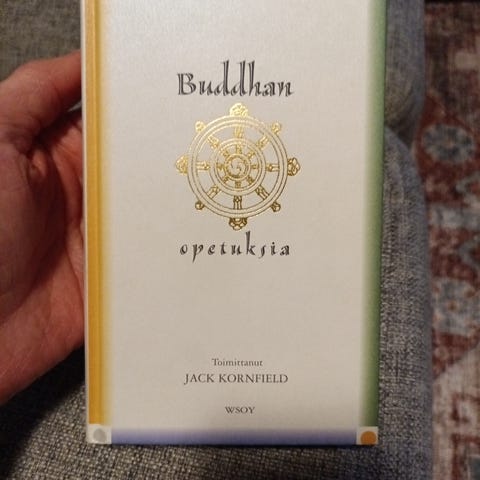 Buddhan
opetuksia
Toimittanut
JACK KORNFIELD
WSOY